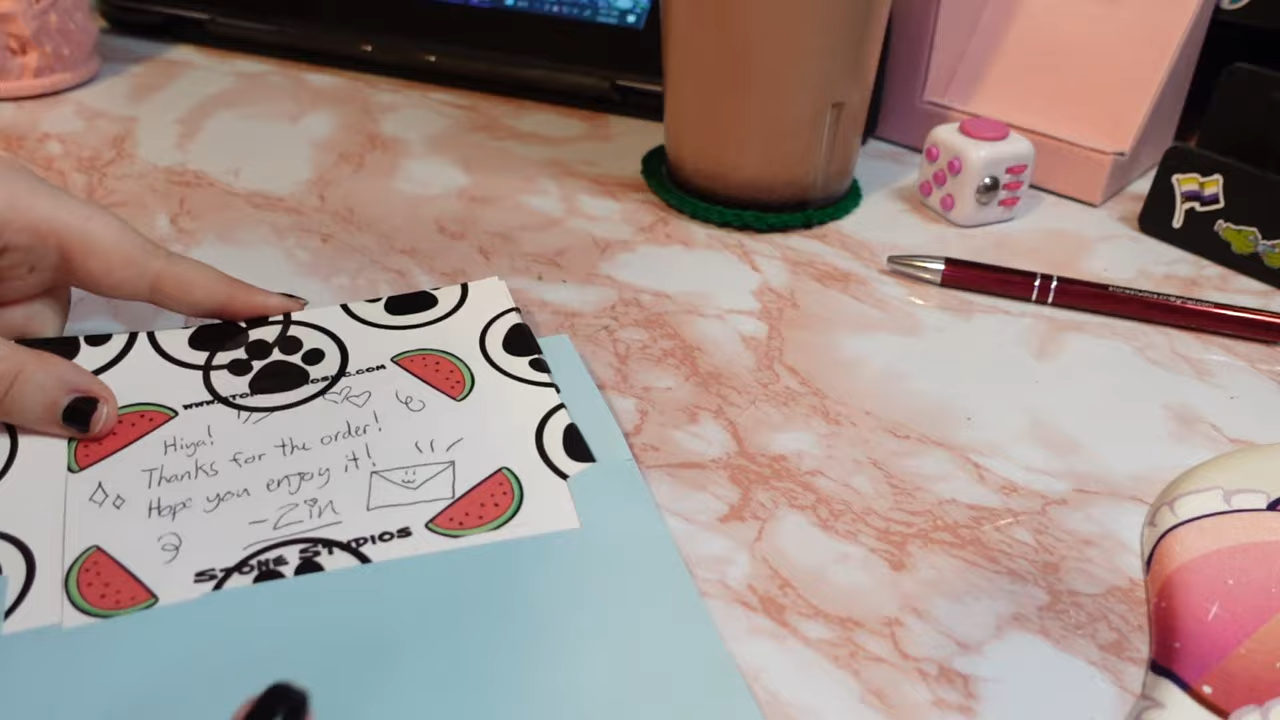 Hiya!
Thanks for the order!
Hope you enjoy it!
-Zin
STONE STUDIOS